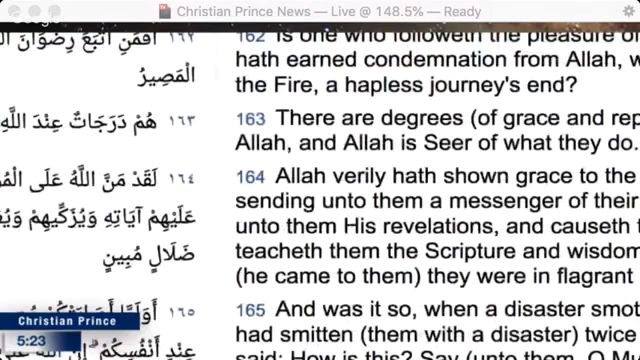 Christian Prince News — Live @ 148.5% — Ready
١٦٢ أَفَمَنِ اتَّبَعَ رِضْوَانَ
الْمَصِيرُ
١٦٣ هُمْ دَرَجَاتٌ عِنْدَ اللَّهِ
١٦٤ لَقَدْ مَنَّ اللَّهُ عَلَى
عَلَيْهِمْ آيَاتِهِ وَيُزَكِّيهِمْ
ضَلَالٍ مُبِينٍ
١٦٥ أَوَلَمَّا
عِنْدِ أَنْفُسِكُمْ إِنَّ اللَّهَ
162 Is one who followeth the pleasure of
hath earned condemnation from Allah,
the Fire, a hapless journey's end?
163 There are degrees (of grace and
Allah, and Allah is Seer of what they do.
164 Allah verily hath shown grace to the
sending unto them a messenger of their
unto them His revelations, and causeth
teacheth them the Scripture and wisdom
(he came to them) they were in flagrant
165 And was it so, when a disaster
had smitten (them with a disaster) twice
said: How is this? Say (unto them, O
Christian Prince
5:23